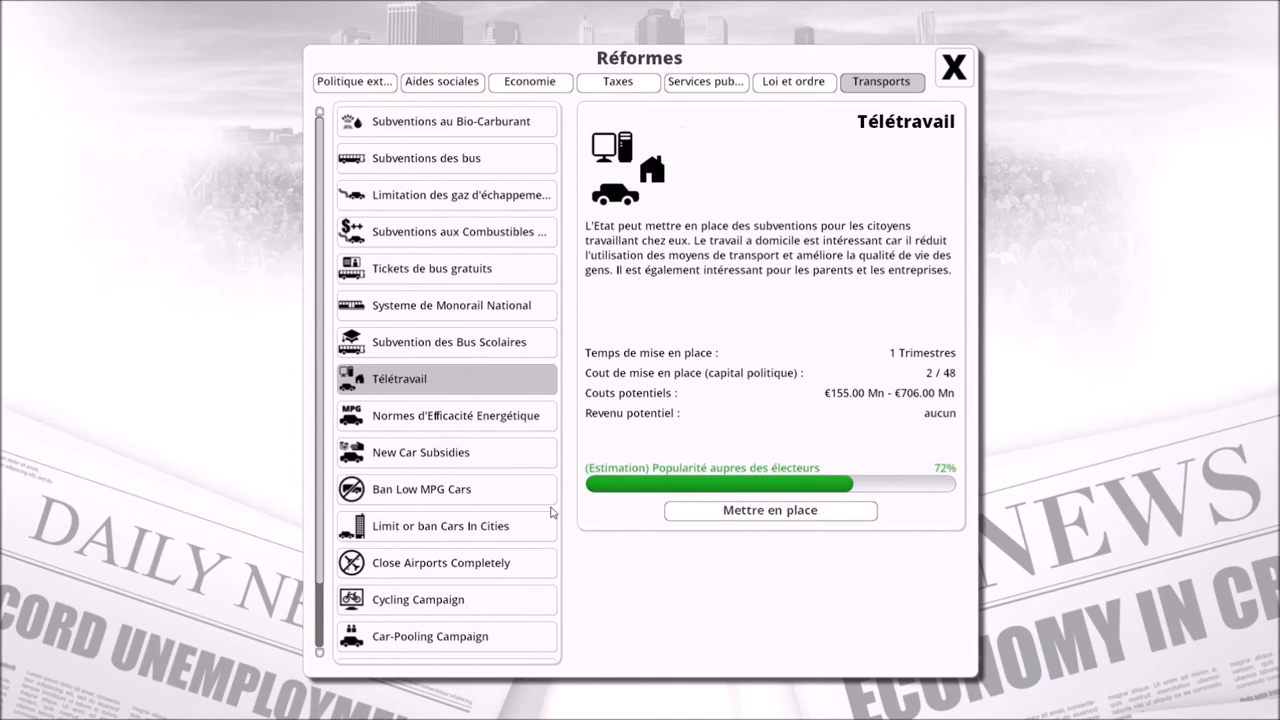 Réformes
X
Politique ext...
Aides sociales
Economie
Taxes
Services pub...
Loi et ordre
Transports
Subventions au Bio-Carburant
Subventions des bus
Limitation des gaz d'échappeme...
Subventions aux Combustibles ...
Tickets de bus gratuits
Systeme de Monorail National
Subvention des Bus Scolaires
Télétravail
MPG
Normes d'Efficacité Energétique
New Car Subsidies
Ban Low MPG Cars
Limit or ban Cars In Cities
Close Airports Completely
Cycling Campaign
Car-Pooling Campaign
Télétravail
L'Etat peut mettre en place des subventions pour les citoyens
travaillant chez eux. Le travail a domicile est intéressant car il réduit
l'utilisation des moyens de transport et améliore la qualité de vie des
gens. Il est également intéressant pour les parents et les entreprises.
Temps de mise en place : 1 Trimestres
Cout de mise en place (capital politique) : 2 / 48
Couts potentiels : €155.00 Mn - €706.00 Mn
Revenu potentiel : aucun
(Estimation) Popularité aupres des électeurs 72%
Mettre en place
DAILY NE
CORD UNEMPLOYM
NEWS
ECONOMY IN CR